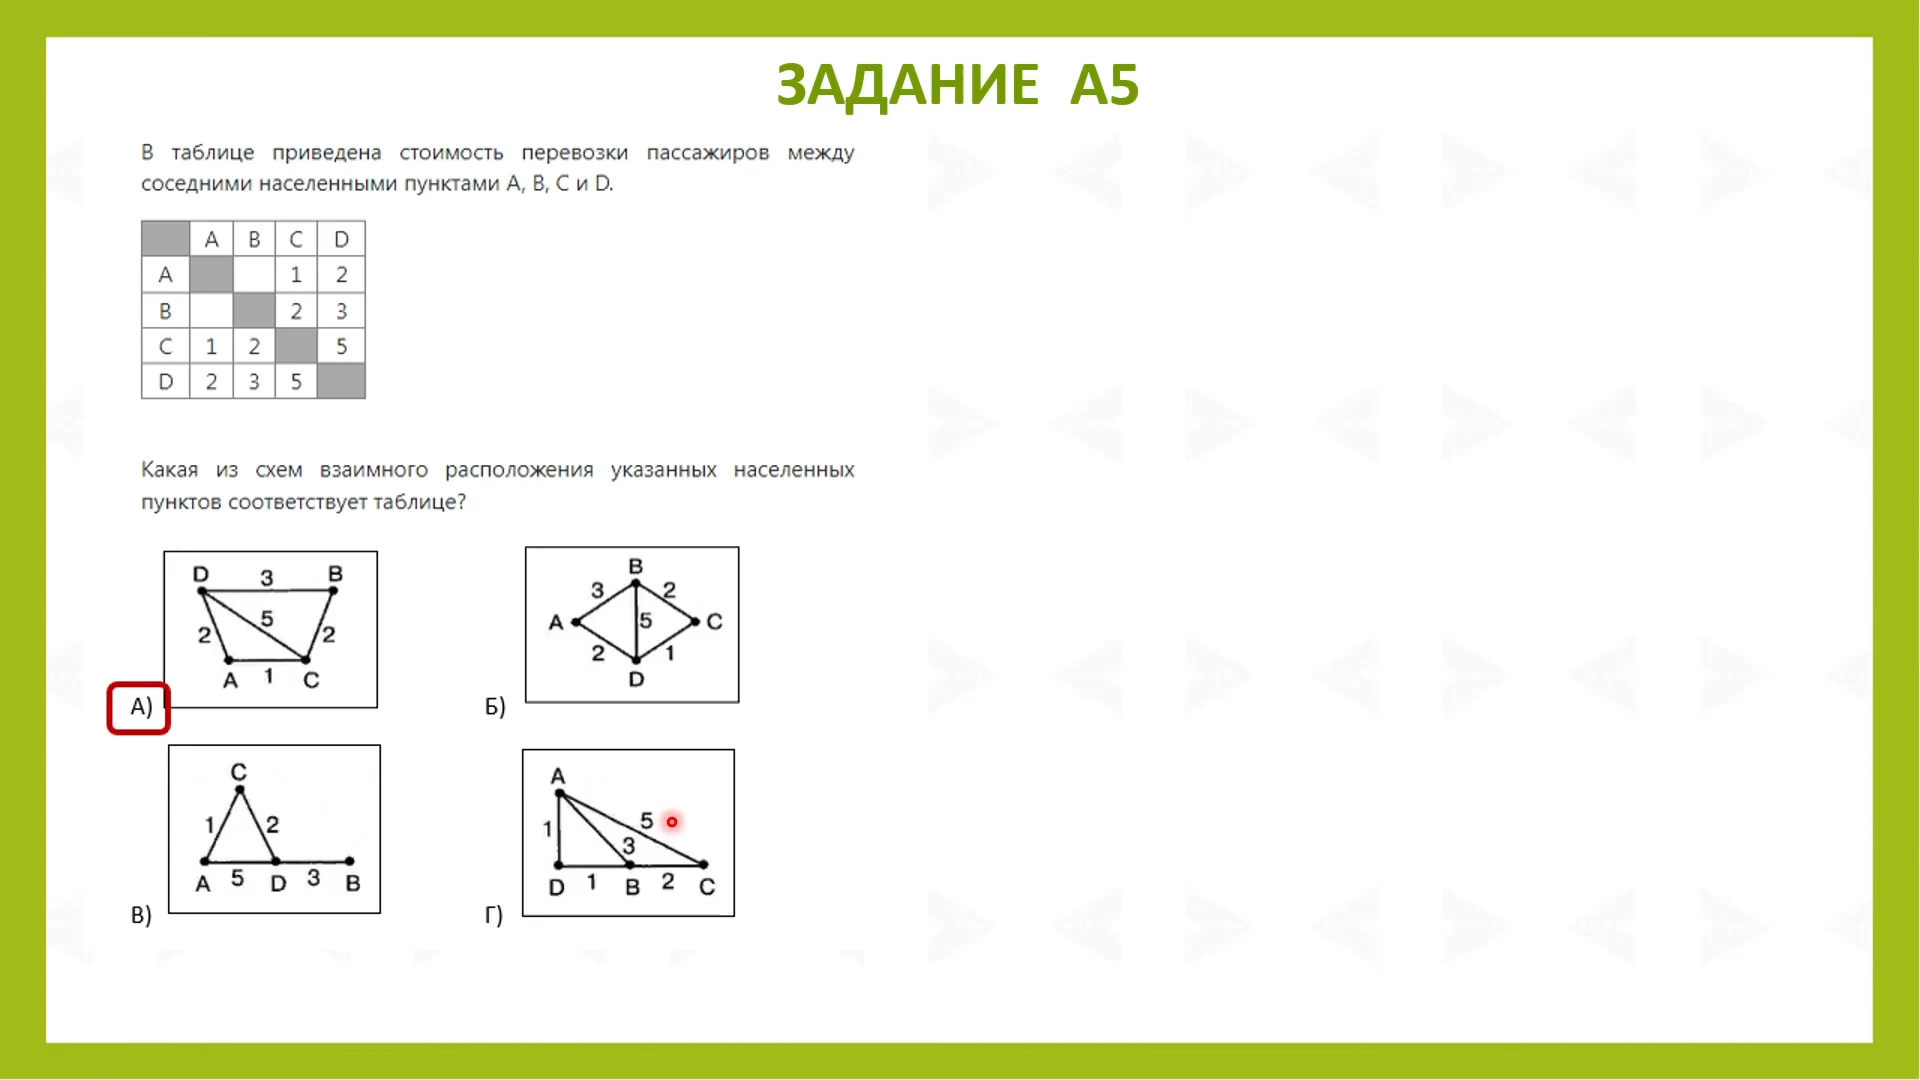 ЗАДАНИЕ А5
В таблице приведена стоимость перевозки пассажиров между
соседними населенными пунктами А, В, С и D.
A B C D
A 1 2
B 2 3
C 1 2 5
D 2 3 5
Какая из схем взаимного расположения указанных населенных
пунктов соответствует таблице?
D 3 B
5
2 2
A 1 C
А)
B
3 2
A 5 C
2 1
D
Б)
C
1 2
A 5 D 3 B
В)
A
5
1
3
D 1 B 2 C
Г)